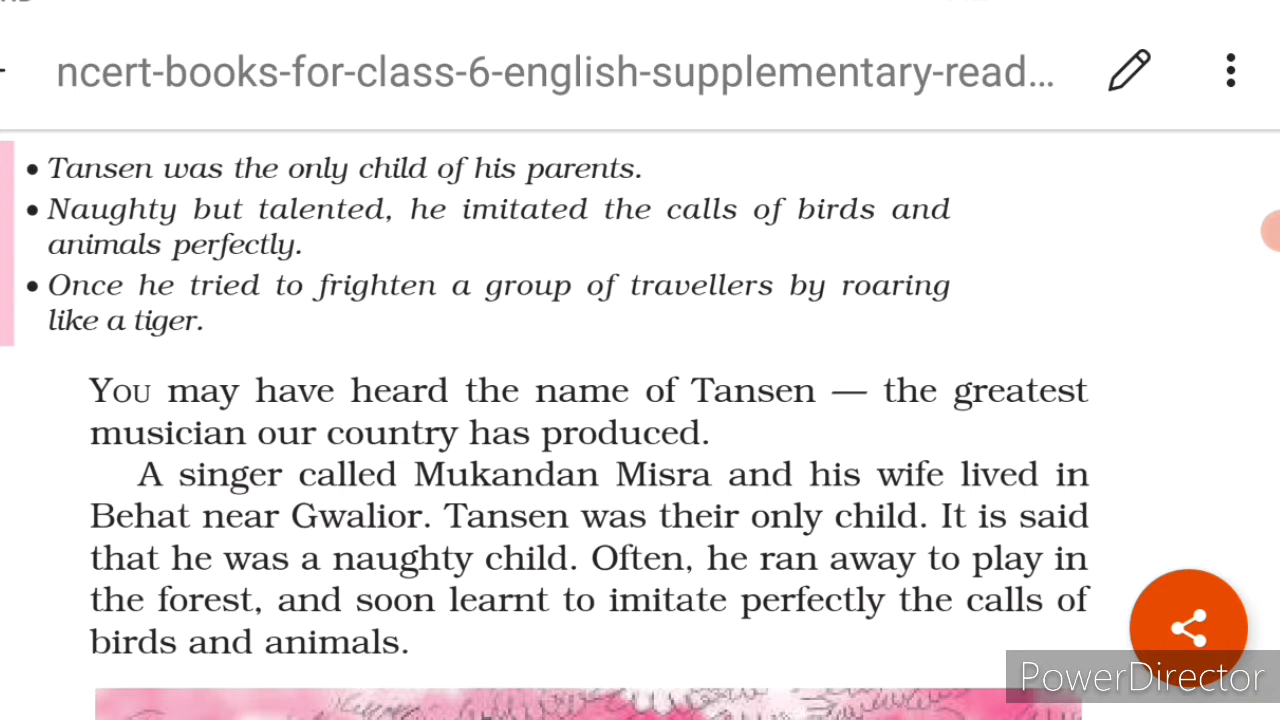 ncert-books-for-class-6-english-supplementary-read...
• Tansen was the only child of his parents.
• Naughty but talented, he imitated the calls of birds and
animals perfectly.
• Once he tried to frighten a group of travellers by roaring
like a tiger.
YOU may have heard the name of Tansen — the greatest
musician our country has produced.
A singer called Mukandan Misra and his wife lived in
Behat near Gwalior. Tansen was their only child. It is said
that he was a naughty child. Often, he ran away to play in
the forest, and soon learnt to imitate perfectly the calls of
birds and animals.
PowerDirector